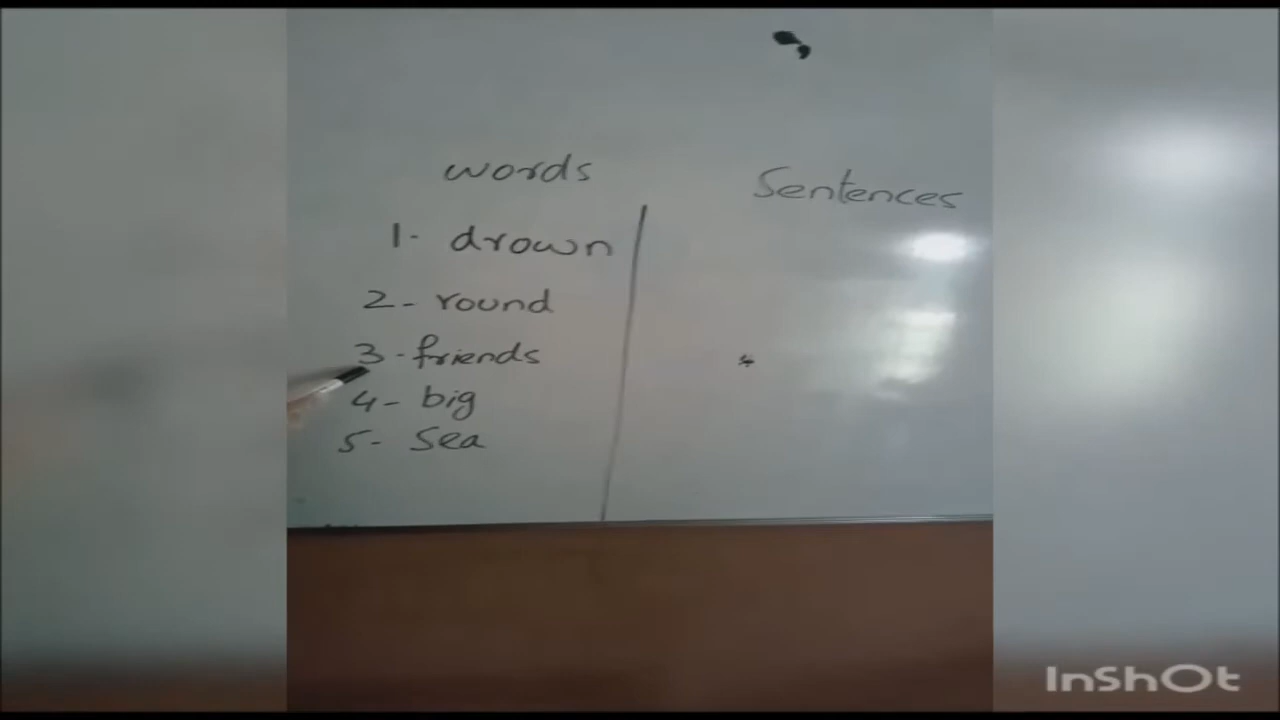 words
Sentences
1- drown
2- round
3- friends
4- big
5- Sea
InShOt